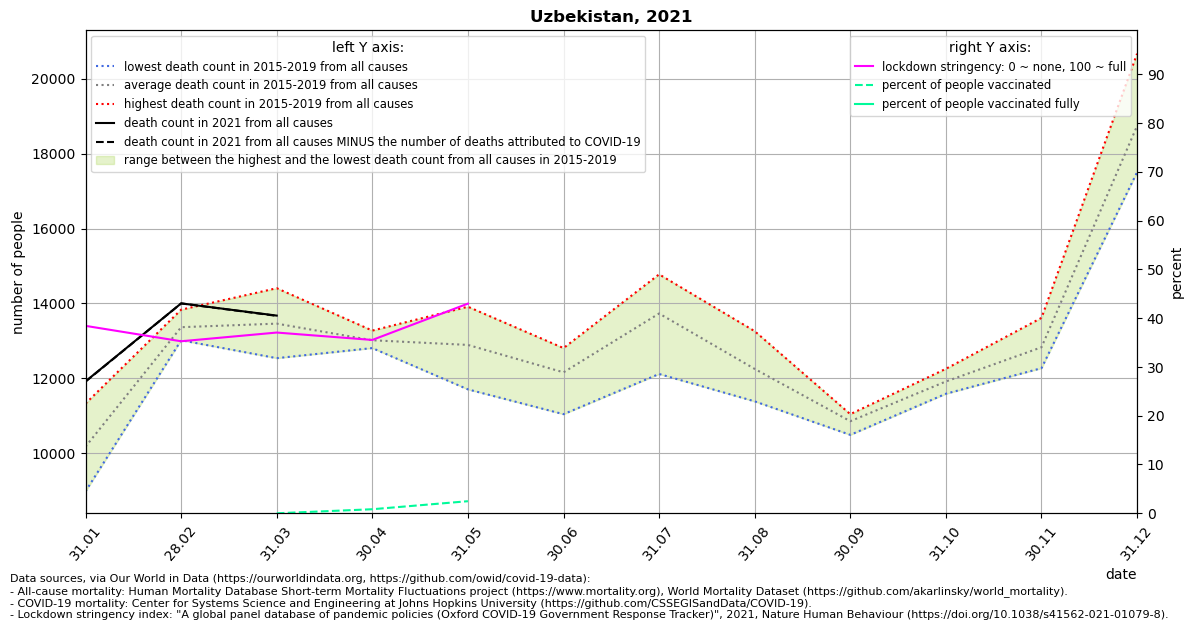 Uzbekistan, 2021
left Y axis:
lowest death count in 2015-2019 from all causes
average death count in 2015-2019 from all causes
highest death count in 2015-2019 from all causes
death count in 2021 from all causes
death count in 2021 from all causes MINUS the number of deaths attributed to COVID-19
range between the highest and the lowest death count from all causes in 2015-2019
right Y axis:
lockdown stringency: 0 ~ none, 100 ~ full
percent of people vaccinated
percent of people vaccinated fully
number of people
20000
18000
16000
14000
12000
10000
percent
90
80
70
60
50
40
30
20
10
0
31.01
28.02
31.03
30.04
31.05
30.06
31.07
31.08
30.09
31.10
30.11
31.12
date
Data sources, via Our World in Data (https://ourworldindata.org, https://github.com/owid/covid-19-data):
- All-cause mortality: Human Mortality Database Short-term Mortality Fluctuations project (https://www.mortality.org), World Mortality Dataset (https://github.com/akarlinsky/world_mortality).
- COVID-19 mortality: Center for Systems Science and Engineering at Johns Hopkins University (https://github.com/CSSEGISandData/COVID-19).
- Lockdown stringency index: "A global panel database of pandemic policies (Oxford COVID-19 Government Response Tracker)", 2021, Nature Human Behaviour (https://doi.org/10.1038/s41562-021-01079-8).